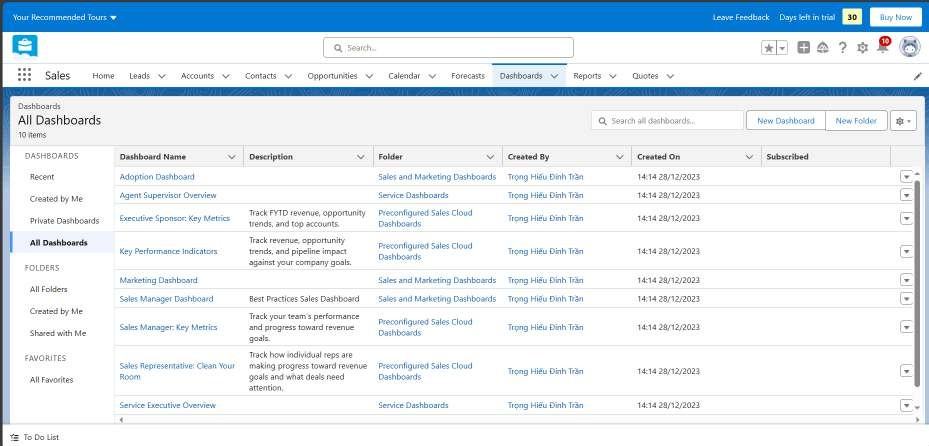 Your Recommended Tours
Leave Feedback Days left in trial 30 Buy Now
Search...
10
Sales Home Leads Accounts Contacts Opportunities Calendar Forecasts Dashboards Reports Quotes
Dashboards
All Dashboards
10 items
Search all dashboards...
New Dashboard New Folder
DASHBOARDS
Recent
Created by Me
Private Dashboards
All Dashboards
FOLDERS
All Folders
Created by Me
Shared with Me
FAVORITES
All Favorites
Dashboard Name Description Folder Created By Created On Subscribed
Adoption Dashboard Sales and Marketing Dashboards Trọng Hiếu Đình Trần 14:14 28/12/2023
Agent Supervisor Overview Service Dashboards Trọng Hiếu Đình Trần 14:14 28/12/2023
Executive Sponsor: Key Metrics
Track FYTD revenue, opportunity
trends, and top accounts.
Preconfigured Sales Cloud
Dashboards
Trọng Hiếu Đình Trần 14:14 28/12/2023
Key Performance Indicators
Track revenue, opportunity
trends, and pipeline impact
against your company goals.
Preconfigured Sales Cloud
Dashboards
Trọng Hiếu Đình Trần 14:14 28/12/2023
Marketing Dashboard Sales and Marketing Dashboards Trọng Hiếu Đình Trần 14:14 28/12/2023
Sales Manager Dashboard Best Practices Sales Dashboard Sales and Marketing Dashboards Trọng Hiếu Đình Trần 14:14 28/12/2023
Sales Manager: Key Metrics
Track your team's performance
and progress toward revenue
goals.
Preconfigured Sales Cloud
Dashboards
Trọng Hiếu Đình Trần 14:14 28/12/2023
Sales Representative: Clean Your
Room
Track how individual reps are
making progress toward revenue
goals and what deals need
attention.
Preconfigured Sales Cloud
Dashboards
Trọng Hiếu Đình Trần 14:14 28/12/2023
Service Executive Overview Service Dashboards Trọng Hiếu Đình Trần 14:14 28/12/2023
To Do List